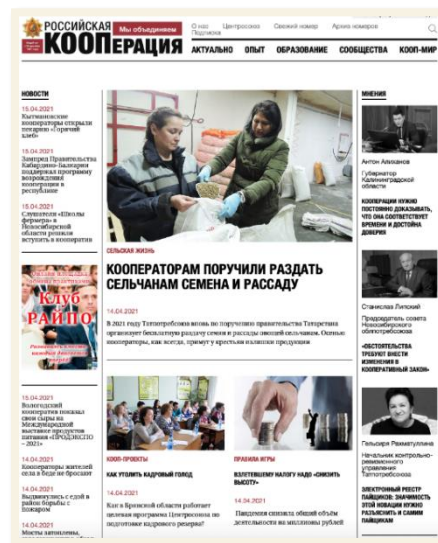 РОССИЙСКАЯ
КООПЕРАЦИЯ
Мы объединяем
О нас Центросоюз Свежий номер Архив номеров
Подписка
АКТУАЛЬНО ОПЫТ ОБРАЗОВАНИЕ СООБЩЕСТВА КООП-МИР
НОВОСТИ
15.04.2021
Кытмановские
кооператоры открыли
пекарню «Горячий
хлеб»
15.04.2021
Зампред Правительства
Кабардино-Балкарии
поддержал программу
возрождения
кооперации в
республике
15.04.2021
Слушатели «Школы
фермера» в
Новосибирской
области решили
вступить в кооператив
Клуб
РАЙПО
15.04.2021
Вологодский
кооператив показал
свои сыры на
Международной
выставке продуктов
питания «ПРОДЭКСПО
– 2021»
14.04.2021
Кооператоры жителей
села в беде не бросают
14.04.2021
Выдвинулись с едой в
район борьбы с
пожаром
14.04.2021
Мосты затоплены,
СЕЛЬСКАЯ ЖИЗНЬ
КООПЕРАТОРАМ ПОРУЧИЛИ РАЗДАТЬ
СЕЛЬЧАНАМ СЕМЕНА И РАССАДУ
14.04.2021
В 2021 году Татпотребсоюз вновь по поручению правительства Татарстана
организует бесплатную раздачу семян и рассады овощей сельчанам. Осенью
кооператоры, как всегда, примут у крестьян излишки продукции
КООП-ПРОЕКТЫ
КАК УТОЛИТЬ КАДРОВЫЙ ГОЛОД
14.04.2021
Как в Брянской области работает
целевая программа Центросоюза по
подготовке кадрового резерва?
ПРАВИЛА ИГРЫ
ВЗЛЕТЕВШЕМУ НАЛОГУ НАДО «СНИЗИТЬ
ВЫСОТУ»
14.04.2021
Пандемия снизила общий объём
деятельности на миллионы рублей
МНЕНИЯ
Антон Алиханов
Губернатор
Калининградской
области
КООПЕРАЦИИ НУЖНО
ПОСТОЯННО ДОКАЗЫВАТЬ,
ЧТО ОНА СООТВЕТСТВУЕТ
ВРЕМЕНИ И ДОСТОЙНА
ДОВЕРИЯ
Станислав Липский
Председатель совета
Новосибирского
облпотребсоюза
«ОБСТОЯТЕЛЬСТВА
ТРЕБУЮТ ВНЕСТИ
ИЗМЕНЕНИЯ В
КООПЕРАТИВНЫЙ ЗАКОН»
Гельсиря Рахматуллина
Начальник контрольно-
ревизионного
управления
Татпотребсоюза
ЭЛЕКТРОННЫЙ РЕЕСТР
ПАЙЩИКОВ: ЗНАЧИМОСТЬ
ЭТОЙ НОВАЦИИ НУЖНО
РАЗЪЯСНИТЬ И САМИМ
ПАЙЩИКАМ